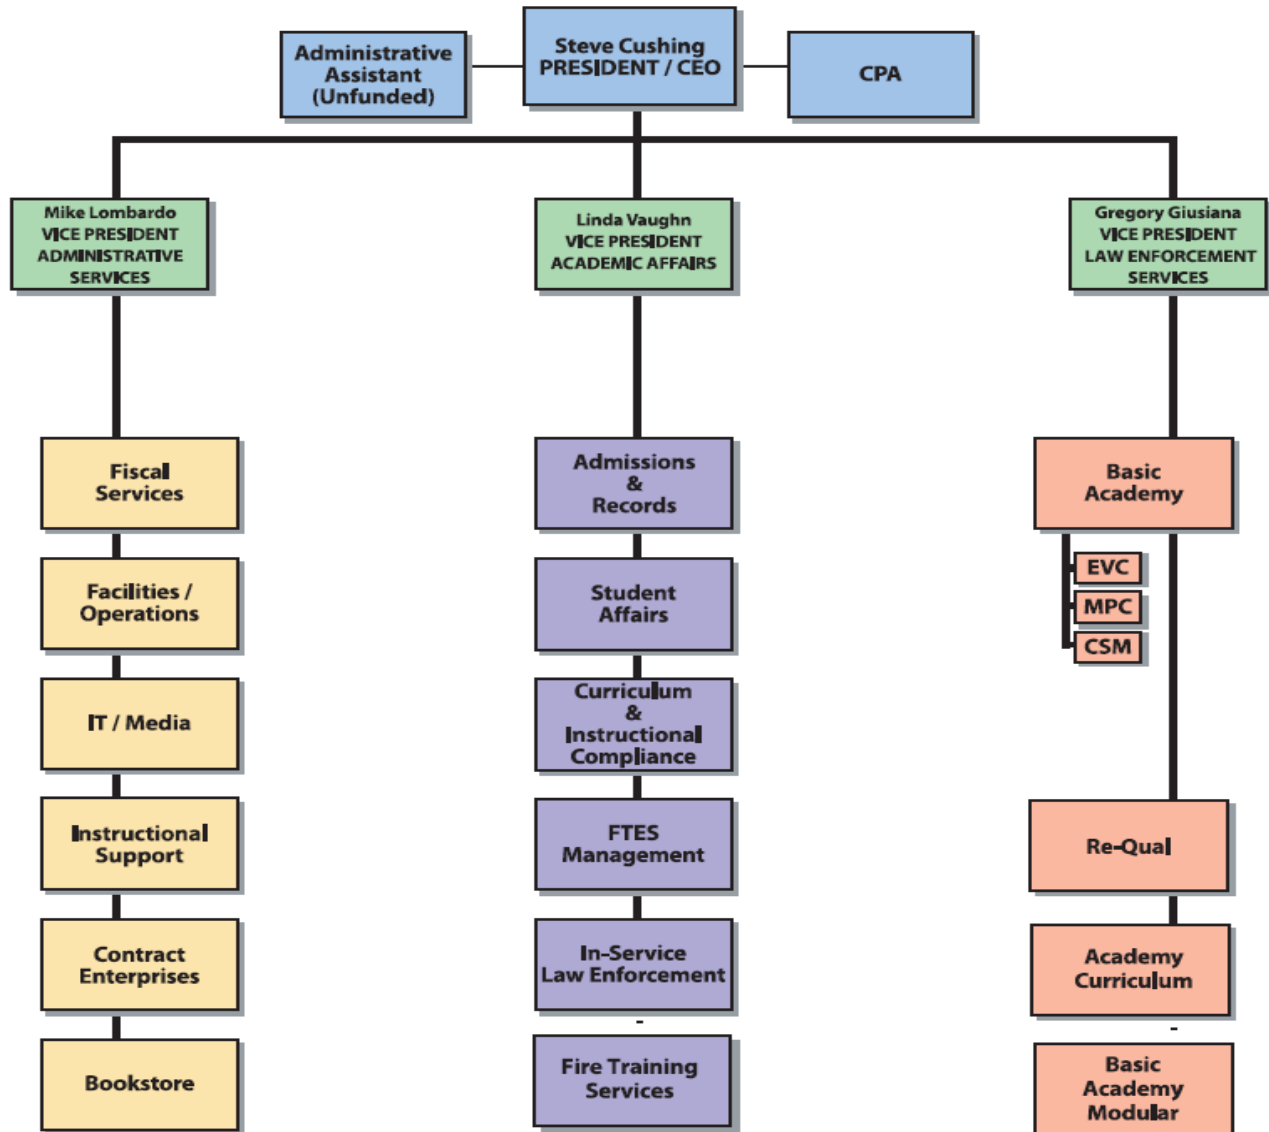 Administrative
Assistant
(Unfunded)
Steve Cushing
PRESIDENT / CEO
CPA
Mike Lombardo
VICE PRESIDENT
ADMINISTRATIVE
SERVICES
Linda Vaughn
VICE PRESIDENT
ACADEMIC AFFAIRS
Gregory Giusiana
VICE PRESIDENT
LAW ENFORCEMENT
SERVICES
Fiscal
Services
Admissions
&
Records
Basic
Academy
Facilities /
Operations
Student
Affairs
EVC
MPC
CSM
IT / Media
Curriculum
&
Instructional
Compliance
Instructional
Support
FTES
Management
Re-Qual
Contract
Enterprises
In-Service
Law Enforcement
Academy
Curriculum
Bookstore
Fire Training
Services
Basic
Academy
Modular